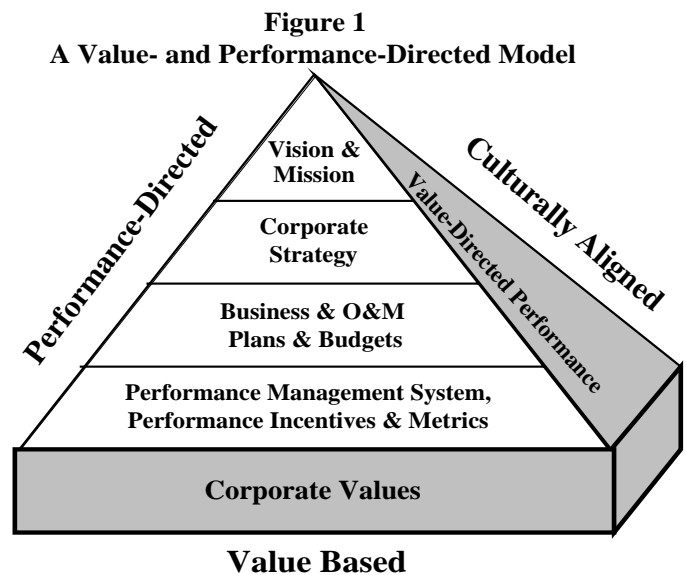 Figure 1
A Value- and Performance-Directed Model
Performance-Directed
Culturally Aligned
Vision &
Mission
Value-Directed Performance
Corporate
Strategy
Business & O&M
Plans & Budgets
Performance Management System,
Performance Incentives & Metrics
Corporate Values
Value Based